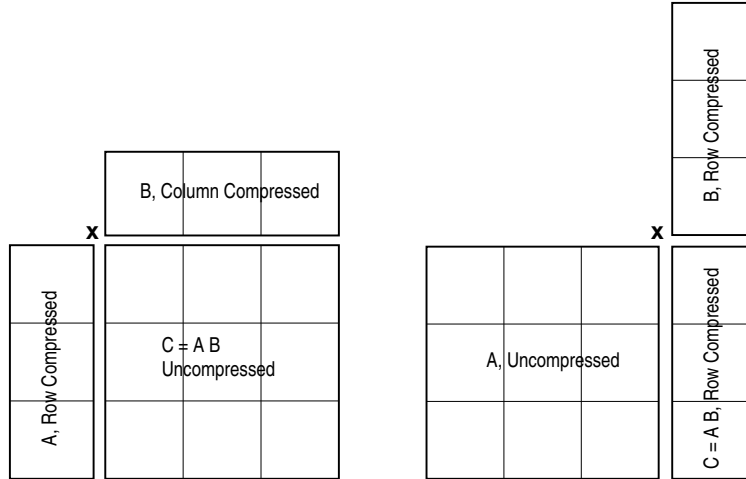 B, Column Compressed
x
A, Row Compressed
C = A B
Uncompressed
B, Row Compressed
x
A, Uncompressed
C = A B, Row Compressed